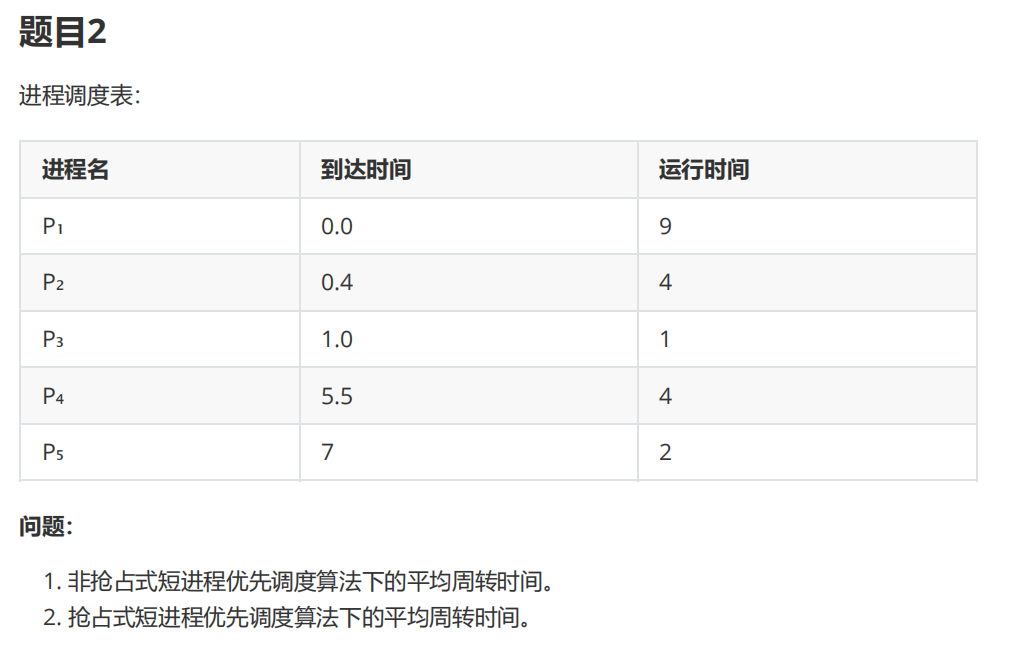 题目2
进程调度表：
进程名 到达时间 运行时间
P₁ 0.0 9
P₂ 0.4 4
P₃ 1.0 1
P₄ 5.5 4
P₅ 7 2
问题：
1. 非抢占式短进程优先调度算法下的平均周转时间。
2. 抢占式短进程优先调度算法下的平均周转时间。